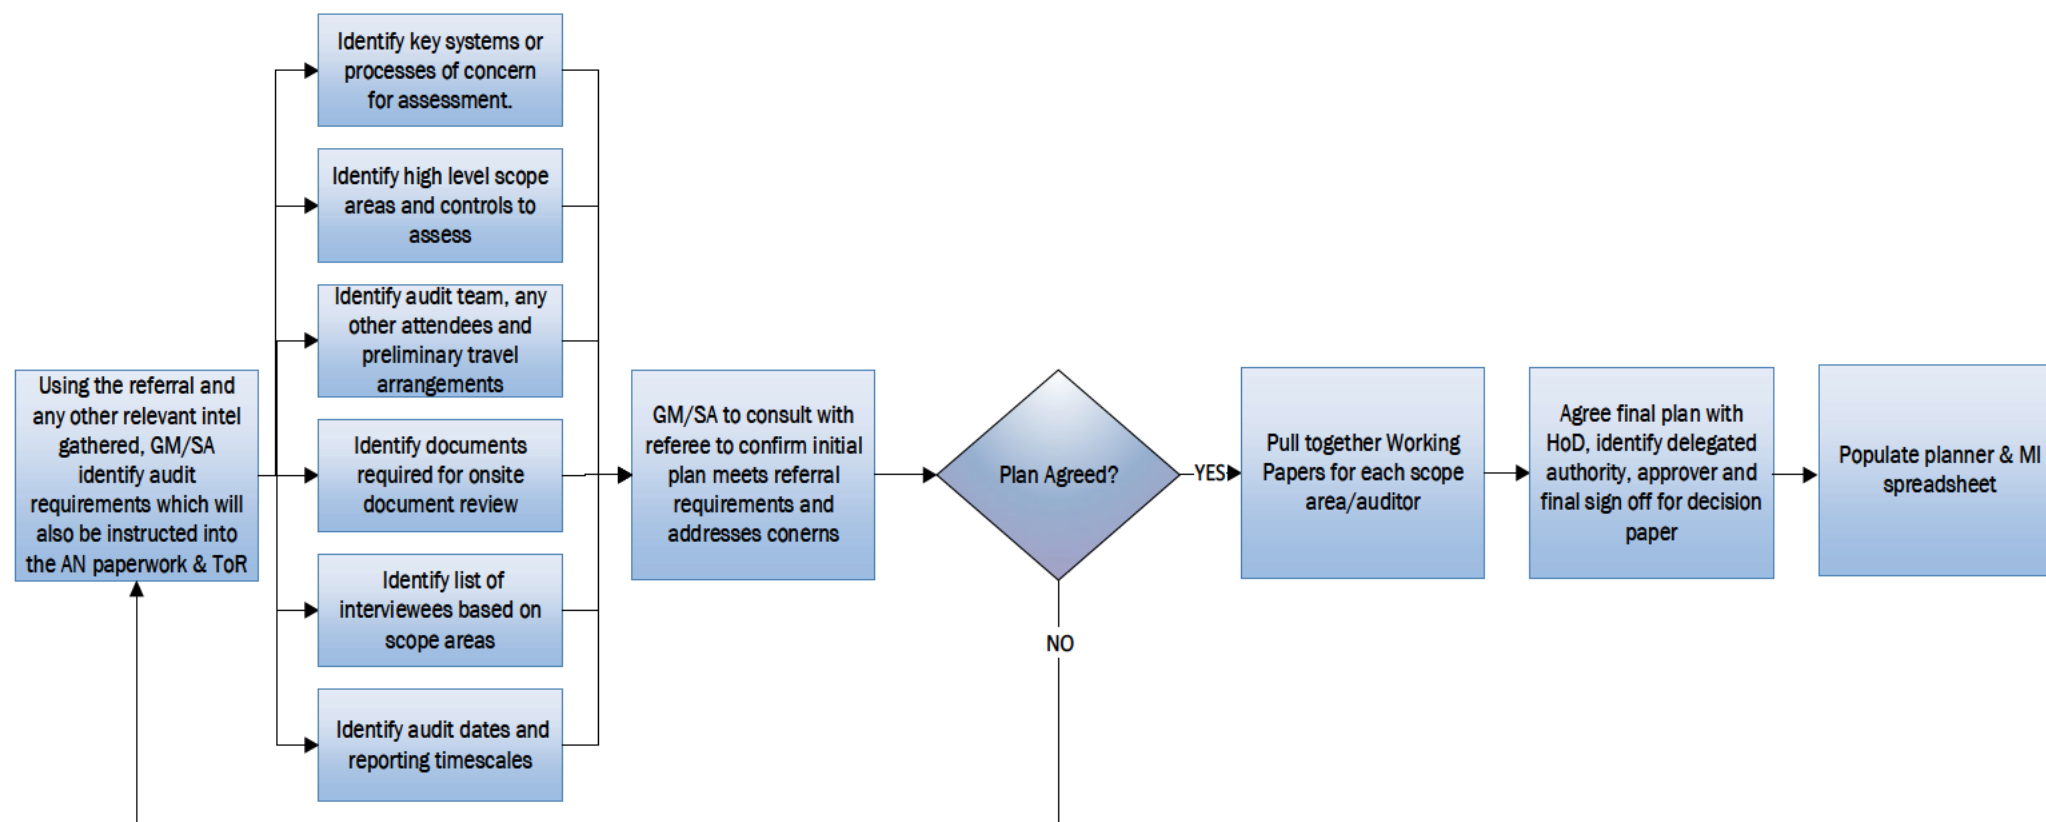 Identify key systems or
processes of concern
for assessment.
Identify high level scope
areas and controls to
assess
Identify audit team, any
other attendees and
preliminary travel
arrangements
Using the referral and
any other relevant intel
gathered, GM/SA
identify audit
requirements which will
also be instructed into
the AN paperwork & ToR
Identify documents
required for onsite
document review
Identify list of
interviewees based on
scope areas
Identify audit dates and
reporting timescales
GM/SA to consult with
referee to confirm initial
plan meets referral
requirements and
addresses conerns
Plan Agreed?
YES
NO
Pull together Working
Papers for each scope
area/auditor
Agree final plan with
HoD, identify delegated
authority, approver and
final sign off for decision
paper
Populate planner & MI
spreadsheet